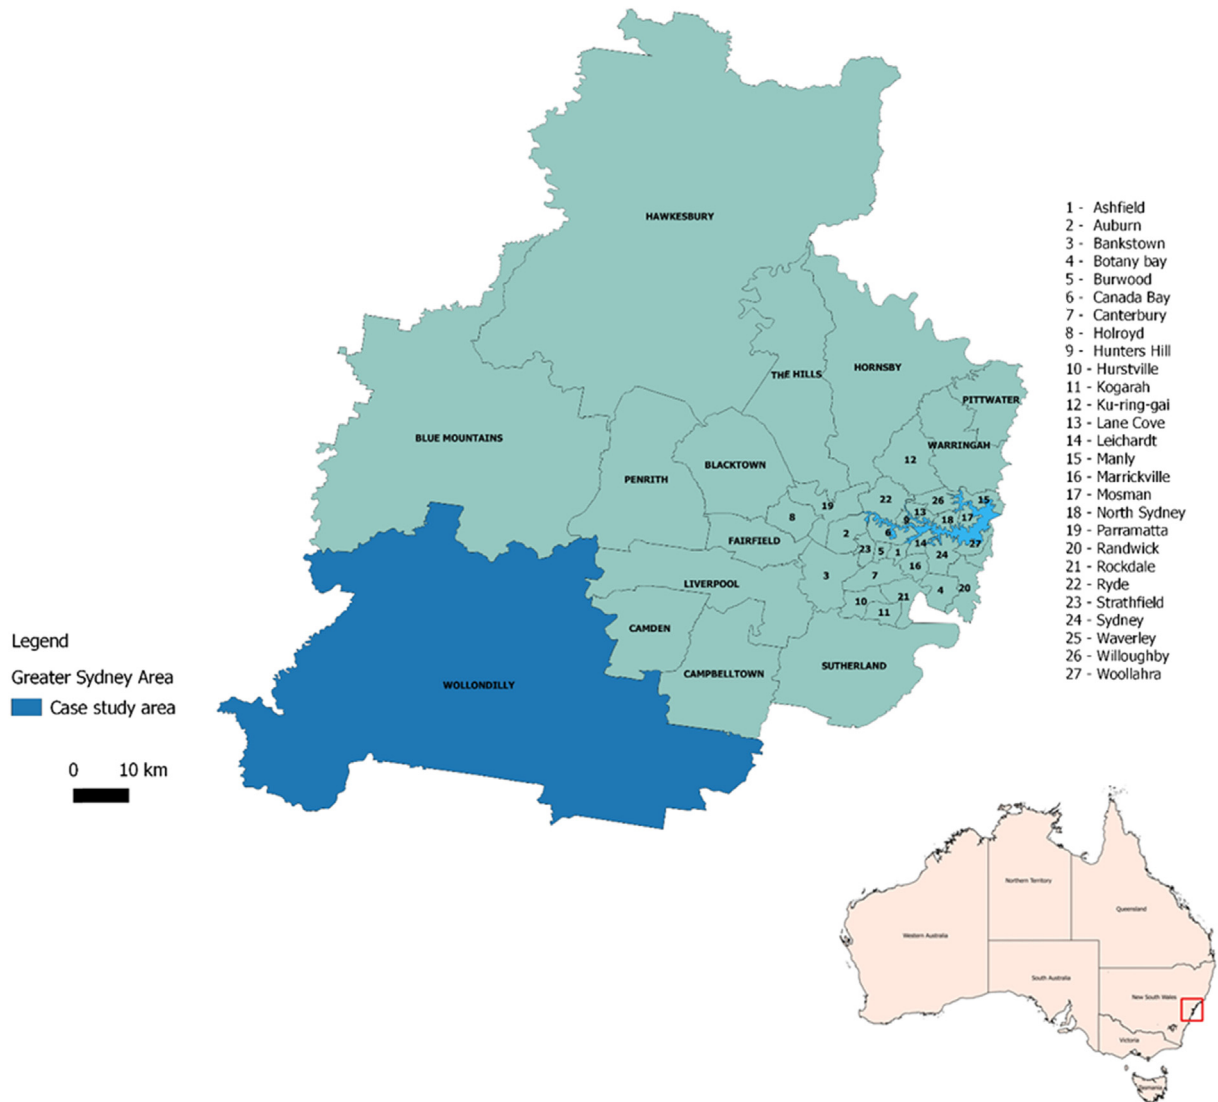 HAWKESBURY
THE HILLS
HORNSBY
PITTWATER
WARRINGAH
BLUE MOUNTAINS
PENRITH
BLACKTOWN
12
22
26
15
8
19
13
9
18
17
2
6
14
27
FAIRFIELD
23
5
1
24
16
LIVERPOOL
3
7
4
20
21
10
11
CAMDEN
CAMPBELLTOWN
SUTHERLAND
WOLLONDILLY
1 - Ashfield
2 - Auburn
3 - Bankstown
4 - Botany bay
5 - Burwood
6 - Canada Bay
7 - Canterbury
8 - Holroyd
9 - Hunters Hill
10 - Hurstville
11 - Kogarah
12 - Ku-ring-gai
13 - Lane Cove
14 - Leichardt
15 - Manly
16 - Marrickville
17 - Mosman
18 - North Sydney
19 - Parramatta
20 - Randwick
21 - Rockdale
22 - Ryde
23 - Strathfield
24 - Sydney
25 - Waverley
26 - Willoughby
27 - Woollahra
Legend
Greater Sydney Area
Case study area
0 10 km
Northern Territory
Queensland
Western Australia
South Australia
New South Wales
Victoria
Tasmania